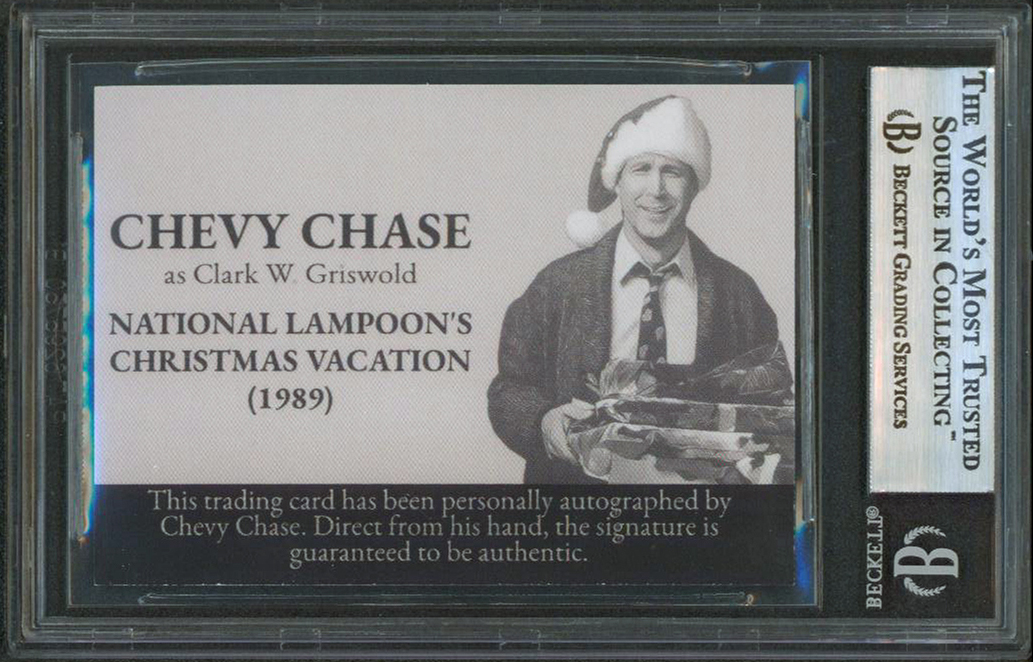 CHEVY CHASE
as Clark W. Griswold
NATIONAL LAMPOON'S
CHRISTMAS VACATION
(1989)
This trading card has been personally autographed by
Chevy Chase. Direct from his hand, the signature is
guaranteed to be authentic.
THE WORLD'S MOST TRUSTED
SOURCE IN COLLECTING™
B BECKETT GRADING SERVICES
BECKETT®
B